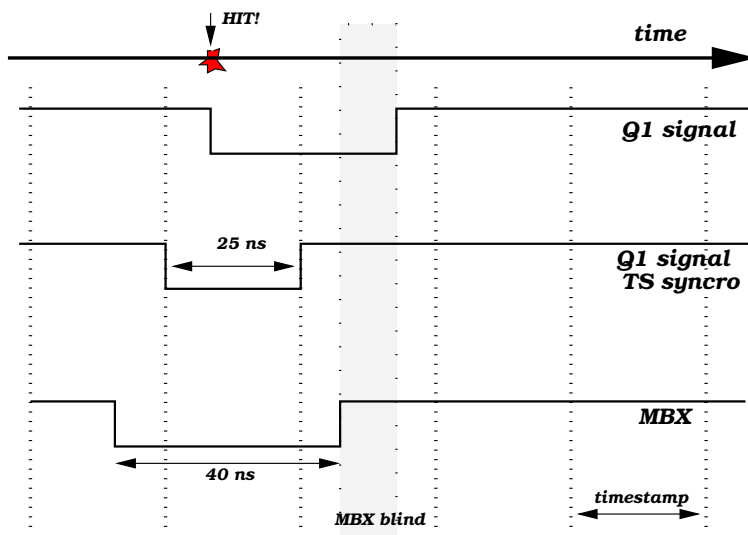 HIT!
time
Q1 signal
25 ns
Q1 signal
TS syncro
MBX
40 ns
timestamp
MBX blind